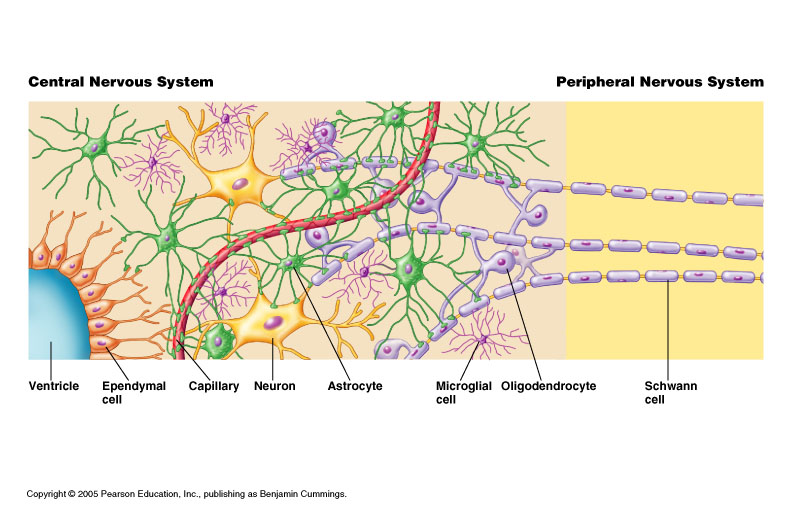 Central Nervous System
Peripheral Nervous System
Ventricle
Ependymal
cell
Capillary
Neuron
Astrocyte
Microglial
cell
Oligodendrocyte
Schwann
cell
Copyright © 2005 Pearson Education, Inc., publishing as Benjamin Cummings.